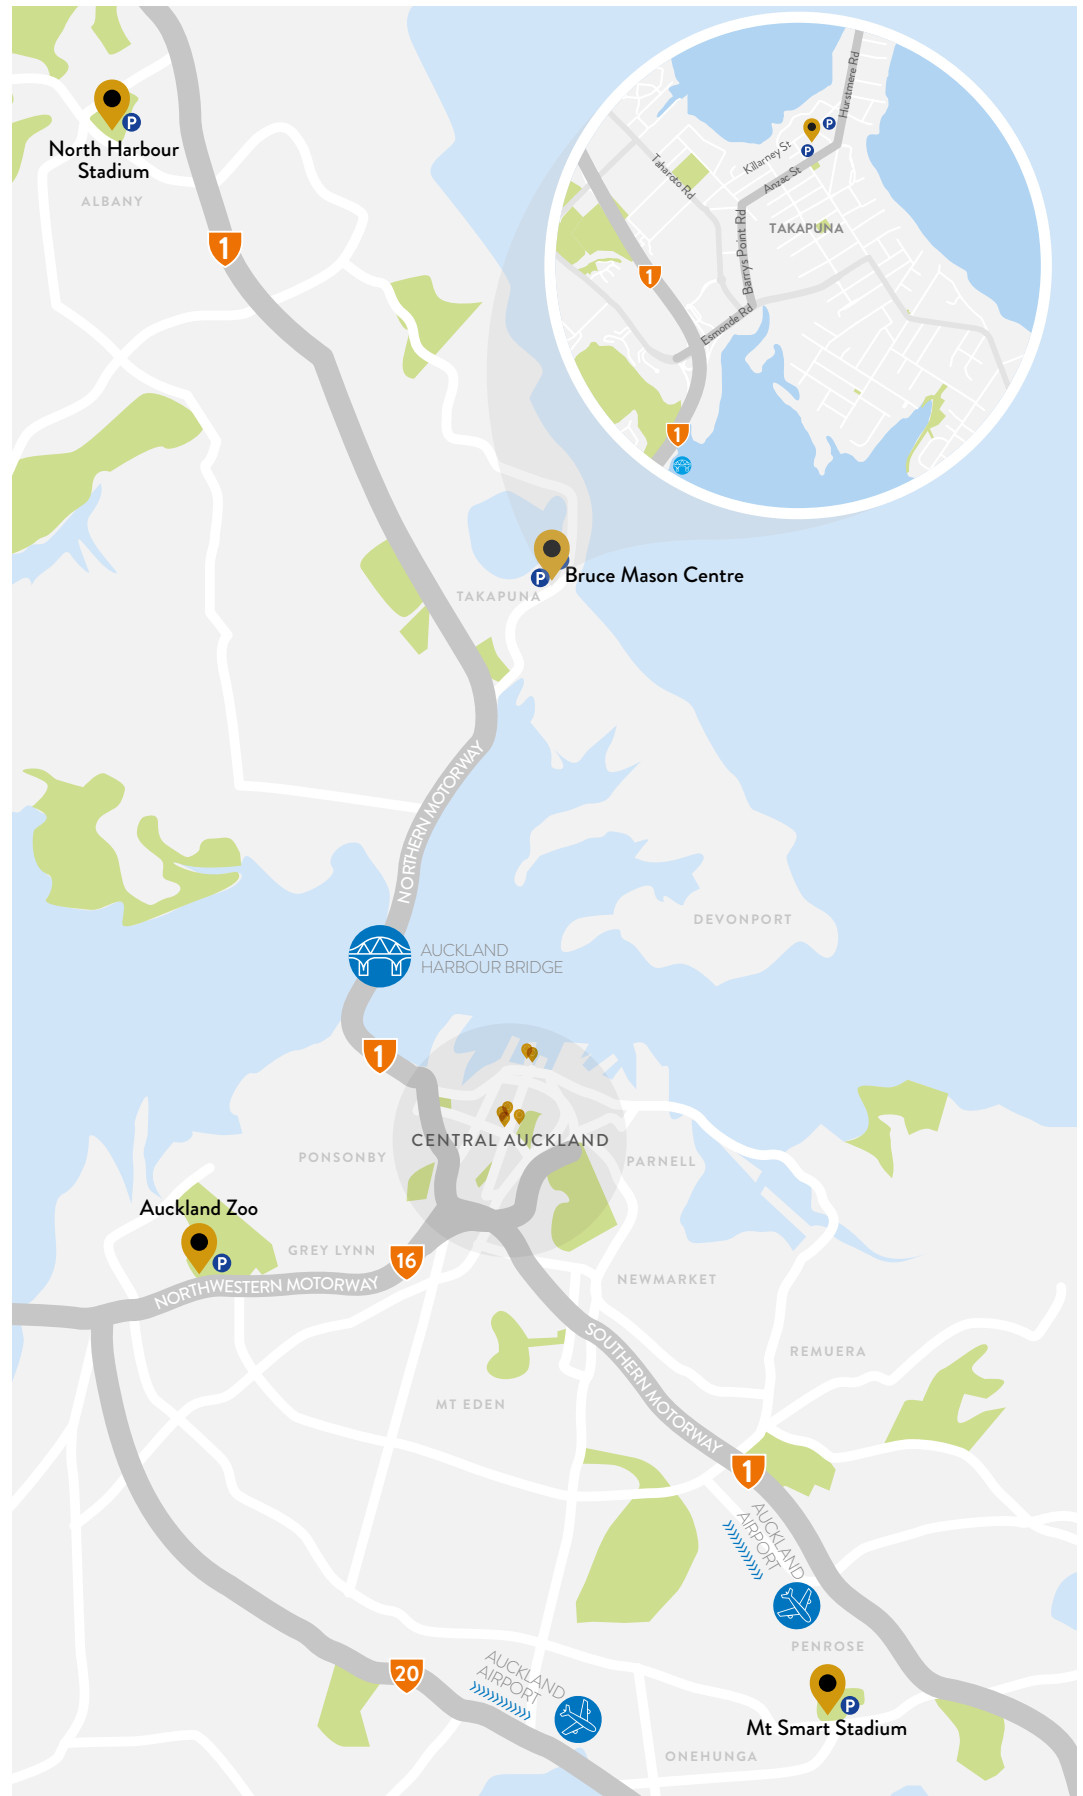 P
North Harbour
Stadium
ALBANY
1
Hurstmere Rd
P
P
Killarney St
Anzac St
Taharoto Rd
TAKAPUNA
Barrys Point Rd
1
Esmonde Rd
1
P
Bruce Mason Centre
TAKAPUNA
NORTHERN MOTORWAY
DEVONPORT
AUCKLAND
HARBOUR BRIDGE
1
CENTRAL AUCKLAND
PONSONBY
PARNELL
Auckland Zoo
P
GREY LYNN
16
NORTHWESTERN MOTORWAY
NEWMARKET
SOUTHERN MOTORWAY
REMUERA
MT EDEN
1
AUCKLAND
AIRPORT
PENROSE
20
AUCKLAND
AIRPORT
P
Mt Smart Stadium
ONEHUNGA